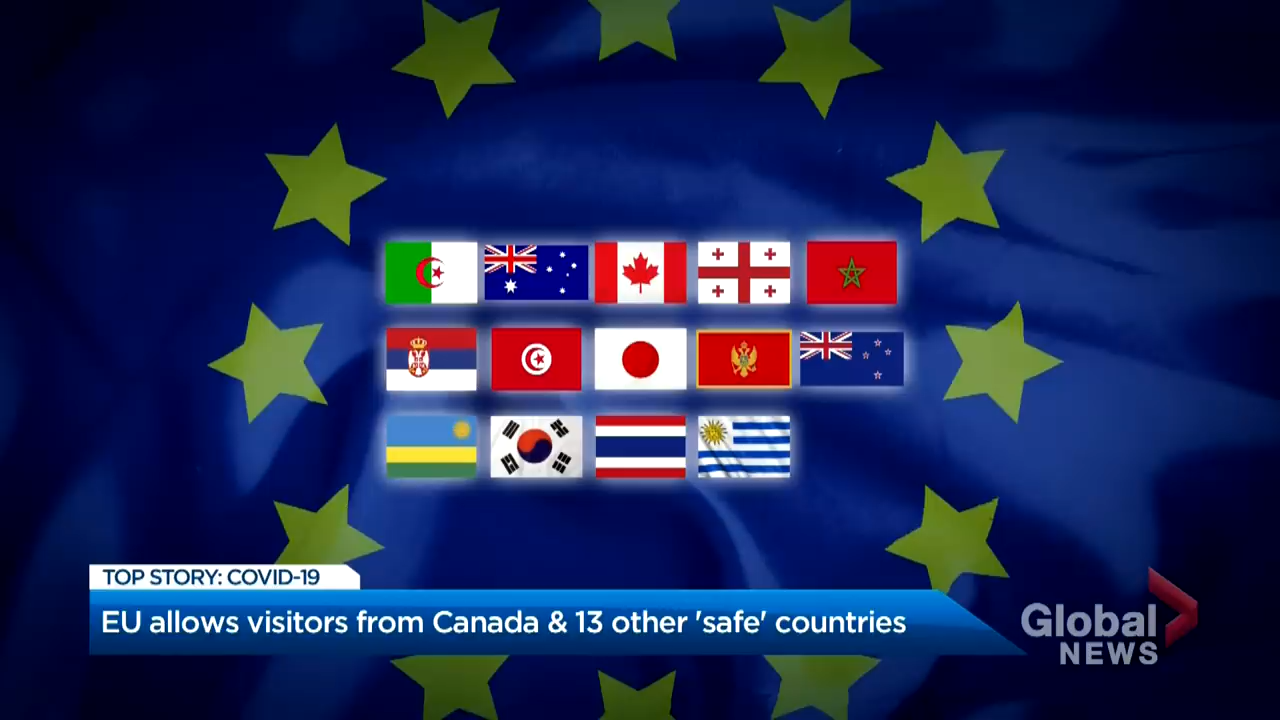 TOP STORY: COVID-19
EU allows visitors from Canada & 13 other 'safe' countries
Global
NEWS